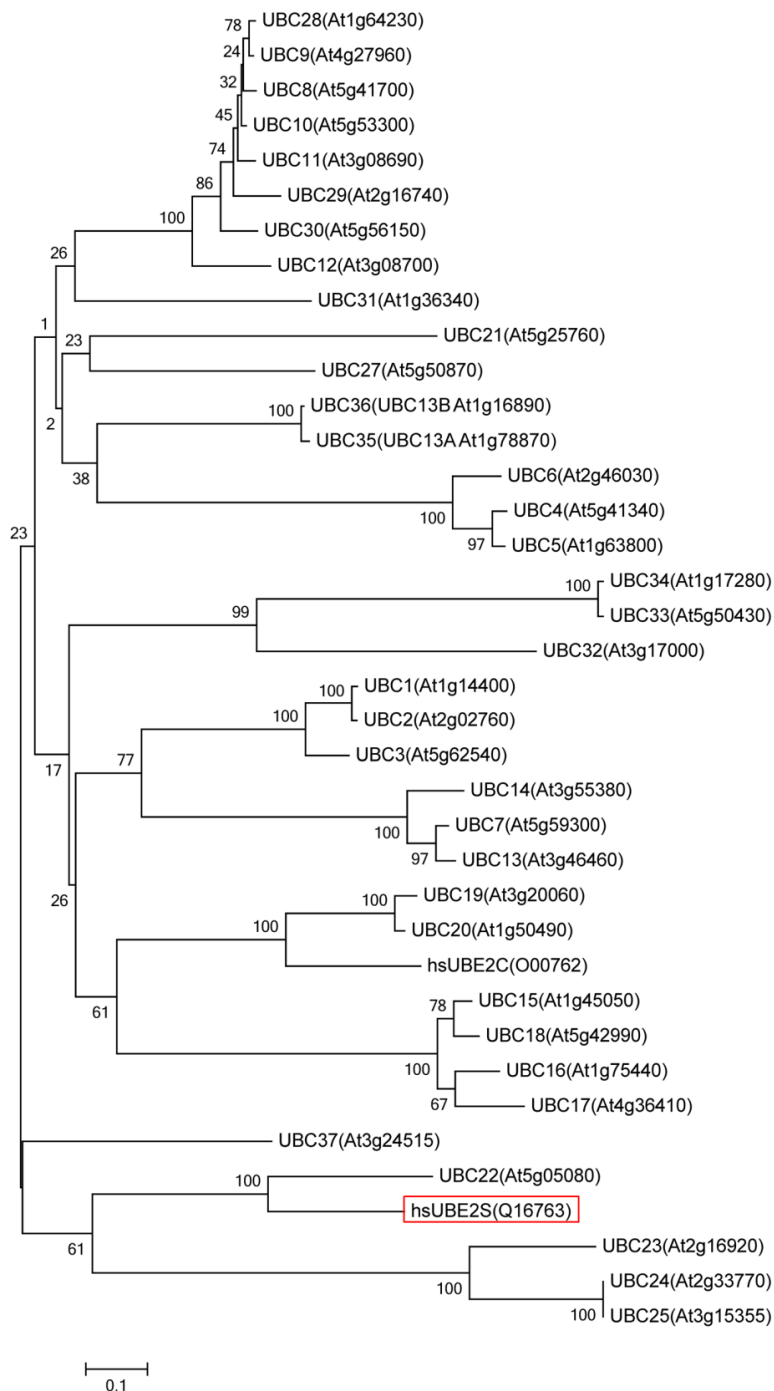 78
UBC28(At1g64230)
24
UBC9(At4g27960)
32
UBC8(At5g41700)
45
UBC10(At5g53300)
74
UBC11(At3g08690)
86
UBC29(At2g16740)
100
UBC30(At5g56150)
26
UBC12(At3g08700)
UBC31(At1g36340)
1
23
UBC21(At5g25760)
UBC27(At5g50870)
2
100
UBC36(UBC13B At1g16890)
UBC35(UBC13A At1g78870)
38
UBC6(At2g46030)
100
UBC4(At5g41340)
97
UBC5(At1g63800)
23
100
UBC34(At1g17280)
99
UBC33(At5g50430)
UBC32(At3g17000)
100
UBC1(At1g14400)
100
UBC2(At2g02760)
77
UBC3(At5g62540)
17
UBC14(At3g55380)
100
UBC7(At5g59300)
97
UBC13(At3g46460)
26
100
UBC19(At3g20060)
100
UBC20(At1g50490)
hsUBE2C(O00762)
61
78
UBC15(At1g45050)
UBC18(At5g42990)
100
UBC16(At1g75440)
67
UBC17(At4g36410)
UBC37(At3g24515)
100
UBC22(At5g05080)
hsUBE2S(Q16763)
61
UBC23(At2g16920)
100
UBC24(At2g33770)
100
UBC25(At3g15355)
0.1